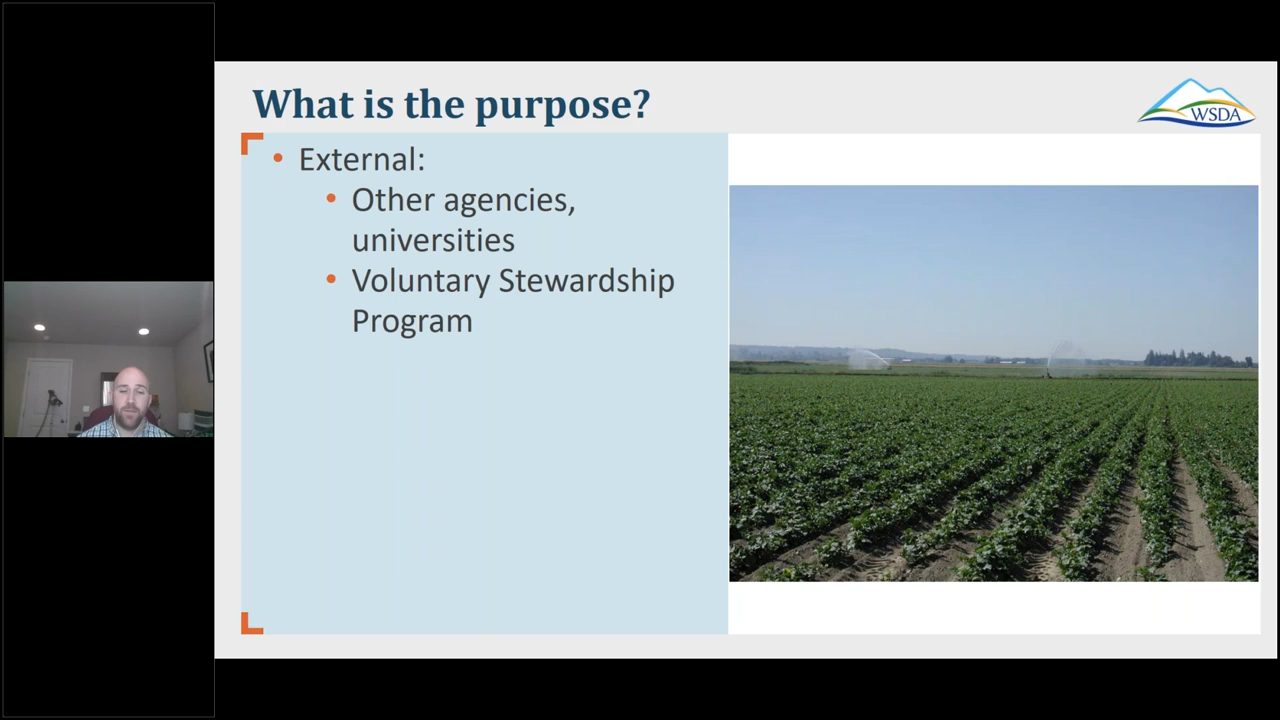 What is the purpose?
WSDA
• External:
• Other agencies,
universities
• Voluntary Stewardship
Program